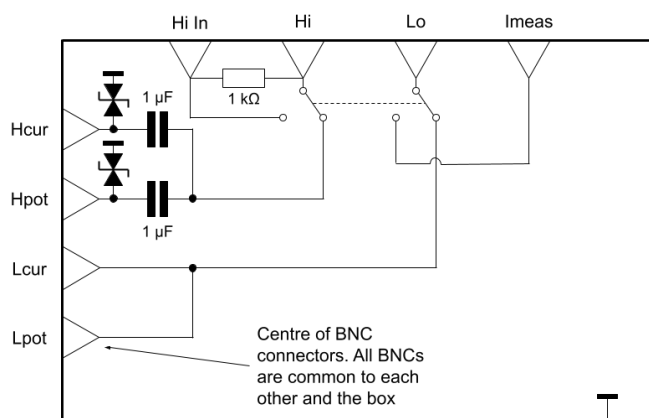 Hi In
Hi
Lo
Imeas
1 µF
1 kΩ
Hcur
Hpot
1 µF
Lcur
Lpot
Centre of BNC
connectors. All BNCs
are common to each
other and the box